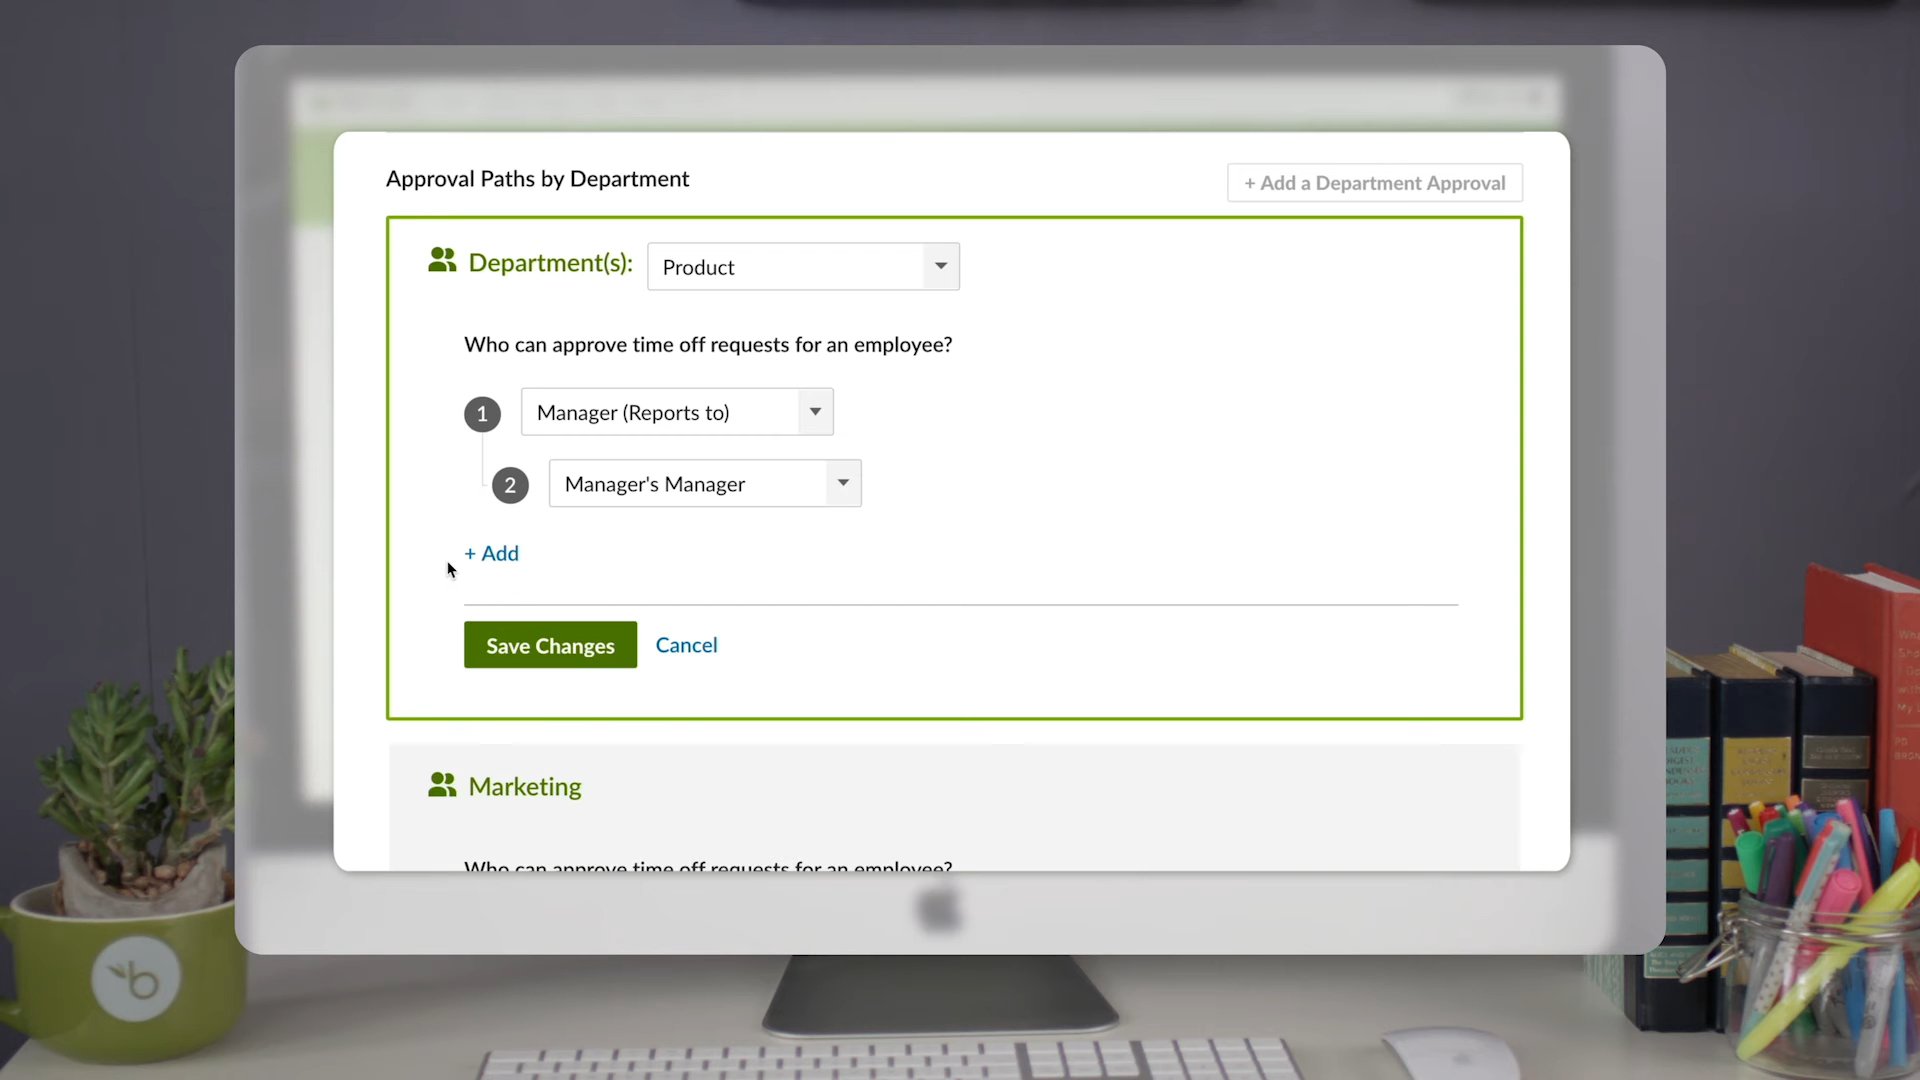 Approval Paths by Department
+ Add a Department Approval
Department(s): Product
Who can approve time off requests for an employee?
1 Manager (Reports to)
2 Manager's Manager
+ Add
Save Changes Cancel
Marketing
Who can approve time off requests for an employee?
b